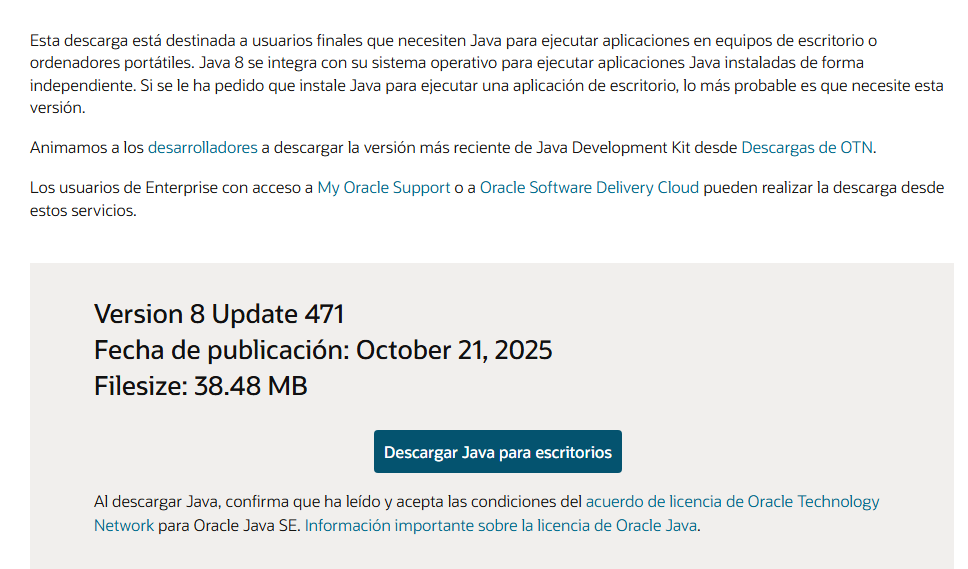 Esta descarga está destinada a usuarios finales que necesiten Java para ejecutar aplicaciones en equipos de escritorio o
ordenadores portátiles. Java 8 se integra con su sistema operativo para ejecutar aplicaciones Java instaladas de forma
independiente. Si se le ha pedido que instale Java para ejecutar una aplicación de escritorio, lo más probable es que necesite esta
versión.
Animamos a los desarrolladores a descargar la versión más reciente de Java Development Kit desde Descargas de OTN.
Los usuarios de Enterprise con acceso a My Oracle Support o a Oracle Software Delivery Cloud pueden realizar la descarga desde
estos servicios.
Version 8 Update 471
Fecha de publicación: October 21, 2025
Filesize: 38.48 MB
Descargar Java para escritorios
Al descargar Java, confirma que ha leído y acepta las condiciones del acuerdo de licencia de Oracle Technology
Network para Oracle Java SE. Información importante sobre la licencia de Oracle Java.